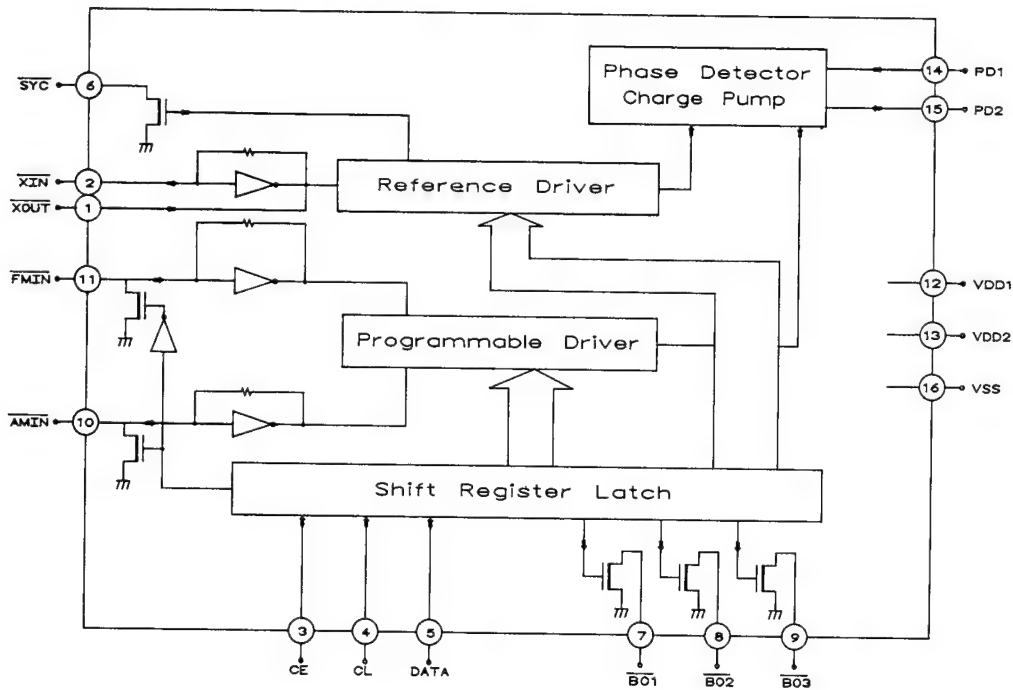 SYC
6
XIN
2
XOUT
1
FMIN
11
AMIN
10
Phase Detector
Charge Pump
14
PD1
15
PD2
Reference Driver
Programmable Driver
12
VDD1
13
VDD2
16
VSS
Shift Register Latch
3
CE
4
CL
5
DATA
7
BO1
8
BO2
9
BO3